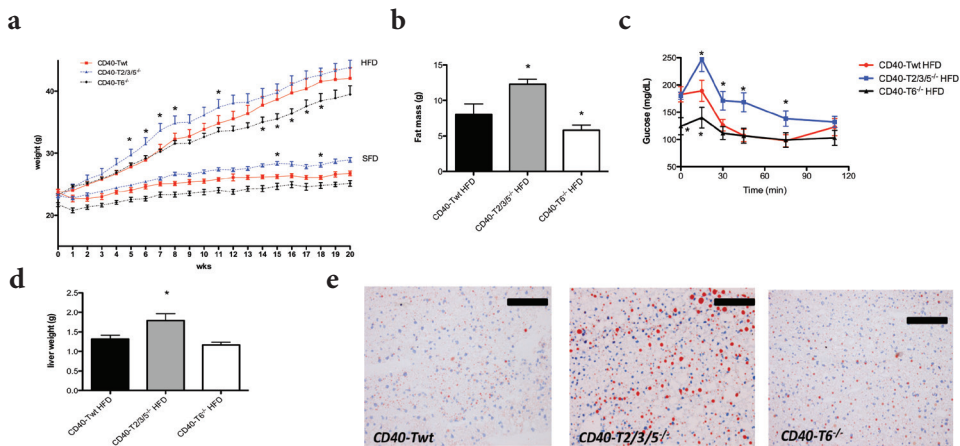 a
CD40-Twt
CD40-T2/3/5-/-
CD40-T6-/-
HFD
SFD
40
30
20
weight (g)
* * * * * * * * * *
* *
0 1 2 3 4 5 6 7 8 9 10 11 12 13 14 15 16 17 18 19 20
wks
b
Fat mass (g)
15
10
5
0
*
*
CD40-Twt HFD
CD40-T2/3/5-/- HFD
CD40-T6-/- HFD
c
Glucose (mg/dL)
250
200
150
100
50
0
* * * *
* *
0 30 60 90 120
Time (min)
CD40-Twt HFD
CD40-T2/3/5-/- HFD
CD40-T6-/- HFD
d
liver weight (g)
2.5
2.0
1.5
1.0
0.5
0.0
*
CD40-Twt HFD
CD40-T2/3/5-/- HFD
CD40-T6-/- HFD
e
CD40-Twt
CD40-T2/3/5-/-
CD40-T6-/-